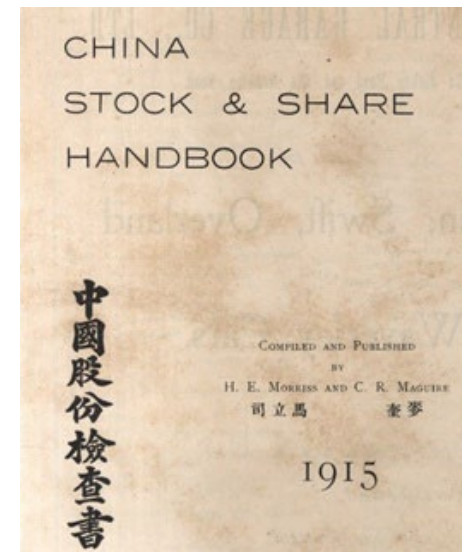 CHINA
STOCK & SHARE
HANDBOOK
中國股份檢查書
COMPILED AND PUBLISHED
BY
H. E. MORRISS AND C. R. MAGUIRE
司立馬 奎麥
1915